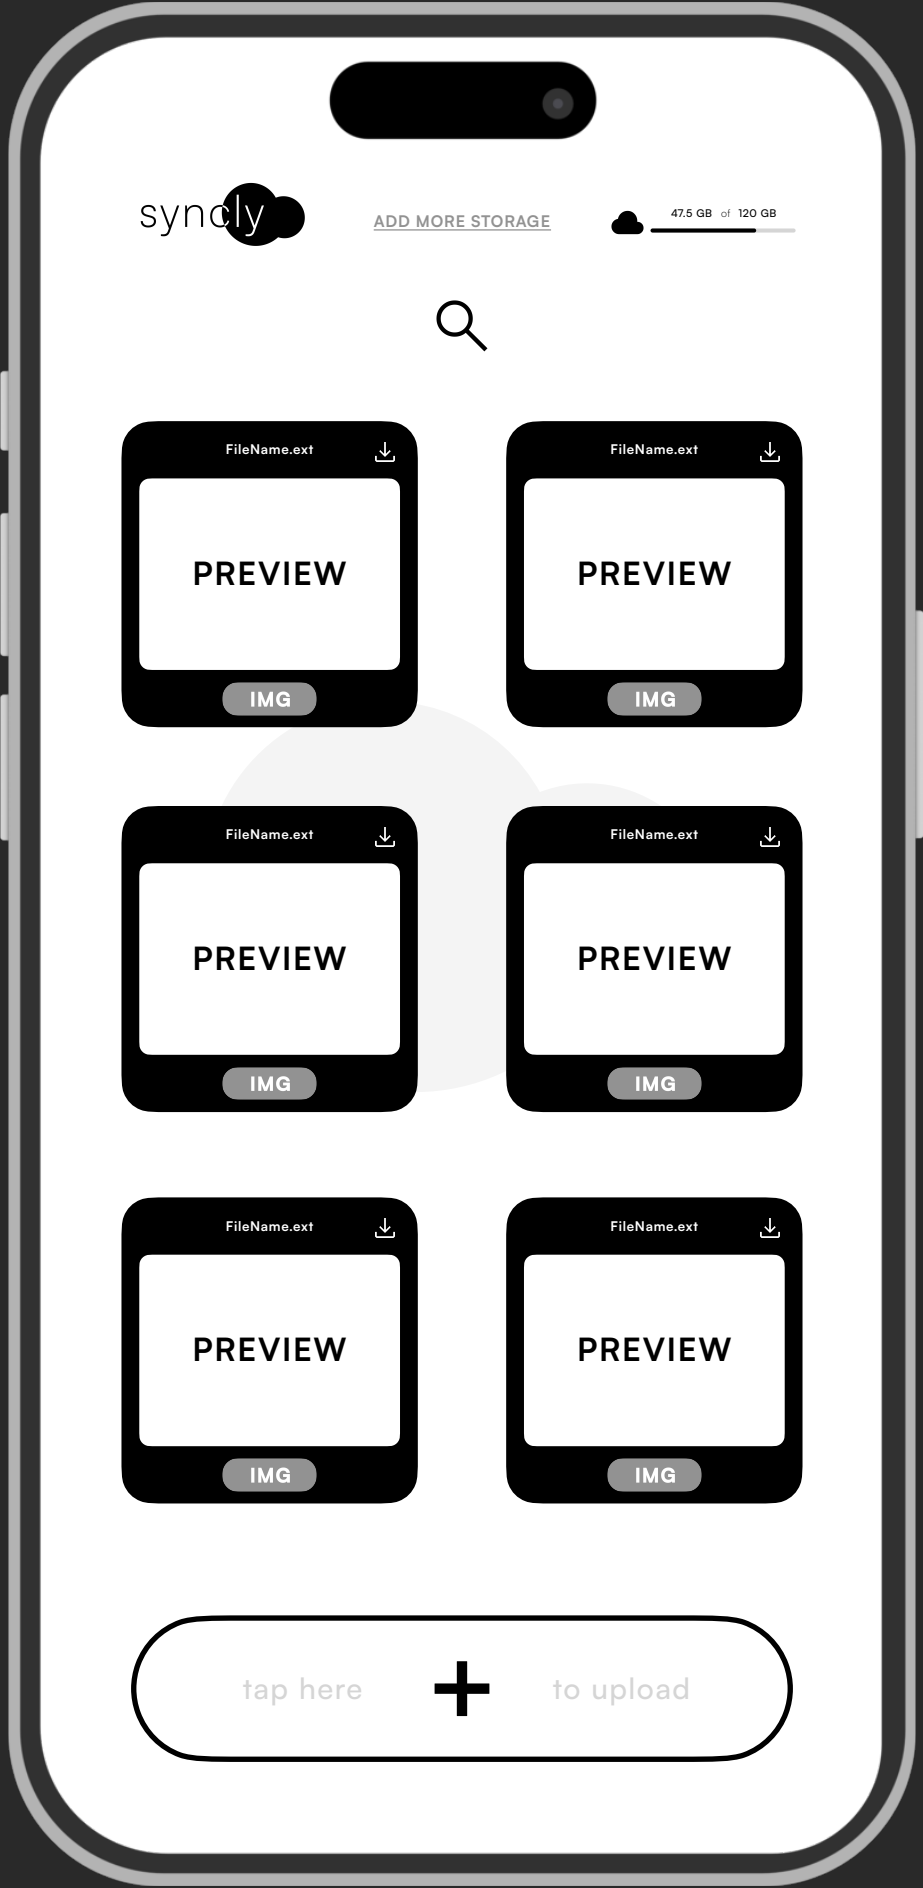 syncly
ADD MORE STORAGE
47.5 GB of 120 GB
FileName.ext
PREVIEW
IMG
FileName.ext
PREVIEW
IMG
FileName.ext
PREVIEW
IMG
FileName.ext
PREVIEW
IMG
FileName.ext
PREVIEW
IMG
FileName.ext
PREVIEW
IMG
tap here + to upload